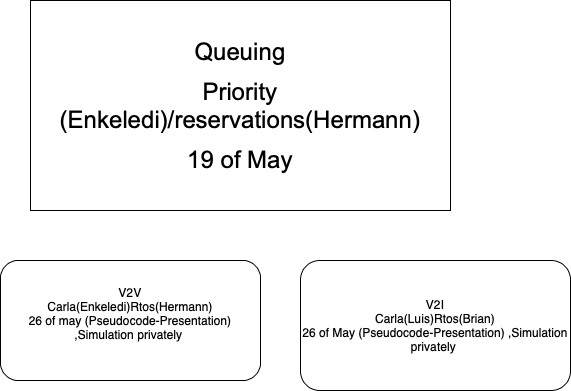 Queuing
Priority
(Enkeledi)/reservations(Hermann)
19 of May
V2V
Carla(Enkeledi)Rtos(Hermann)
26 of may (Pseudocode-Presentation)
,Simulation privately
V2I
Carla(Luis)Rtos(Brian)
26 of May (Pseudocode-Presentation) ,Simulation
privately